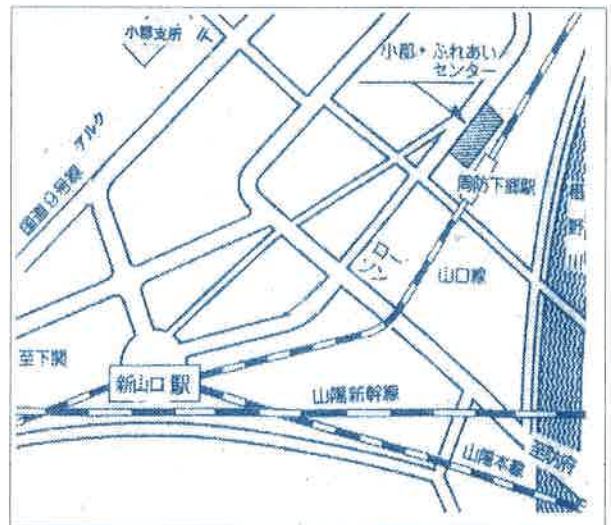 小郡支所
小郡・ふれあい
センター
アルク
国道9号線
周防下郷駅
ローソン
山口線
椹野川
至下関
新山口駅
山陽新幹線
山陽本線
至防府